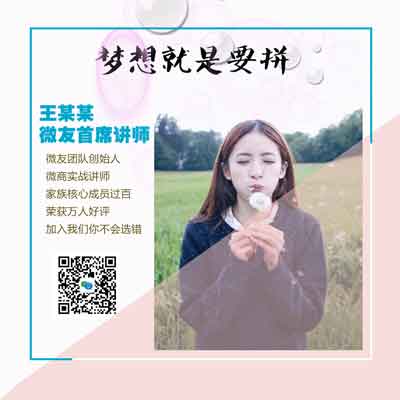 梦想就是要拼
王某某
微友首席讲师
微友团队创始人
微商实战讲师
家族核心成员过百
荣获万人好评
加入我们你不会选错